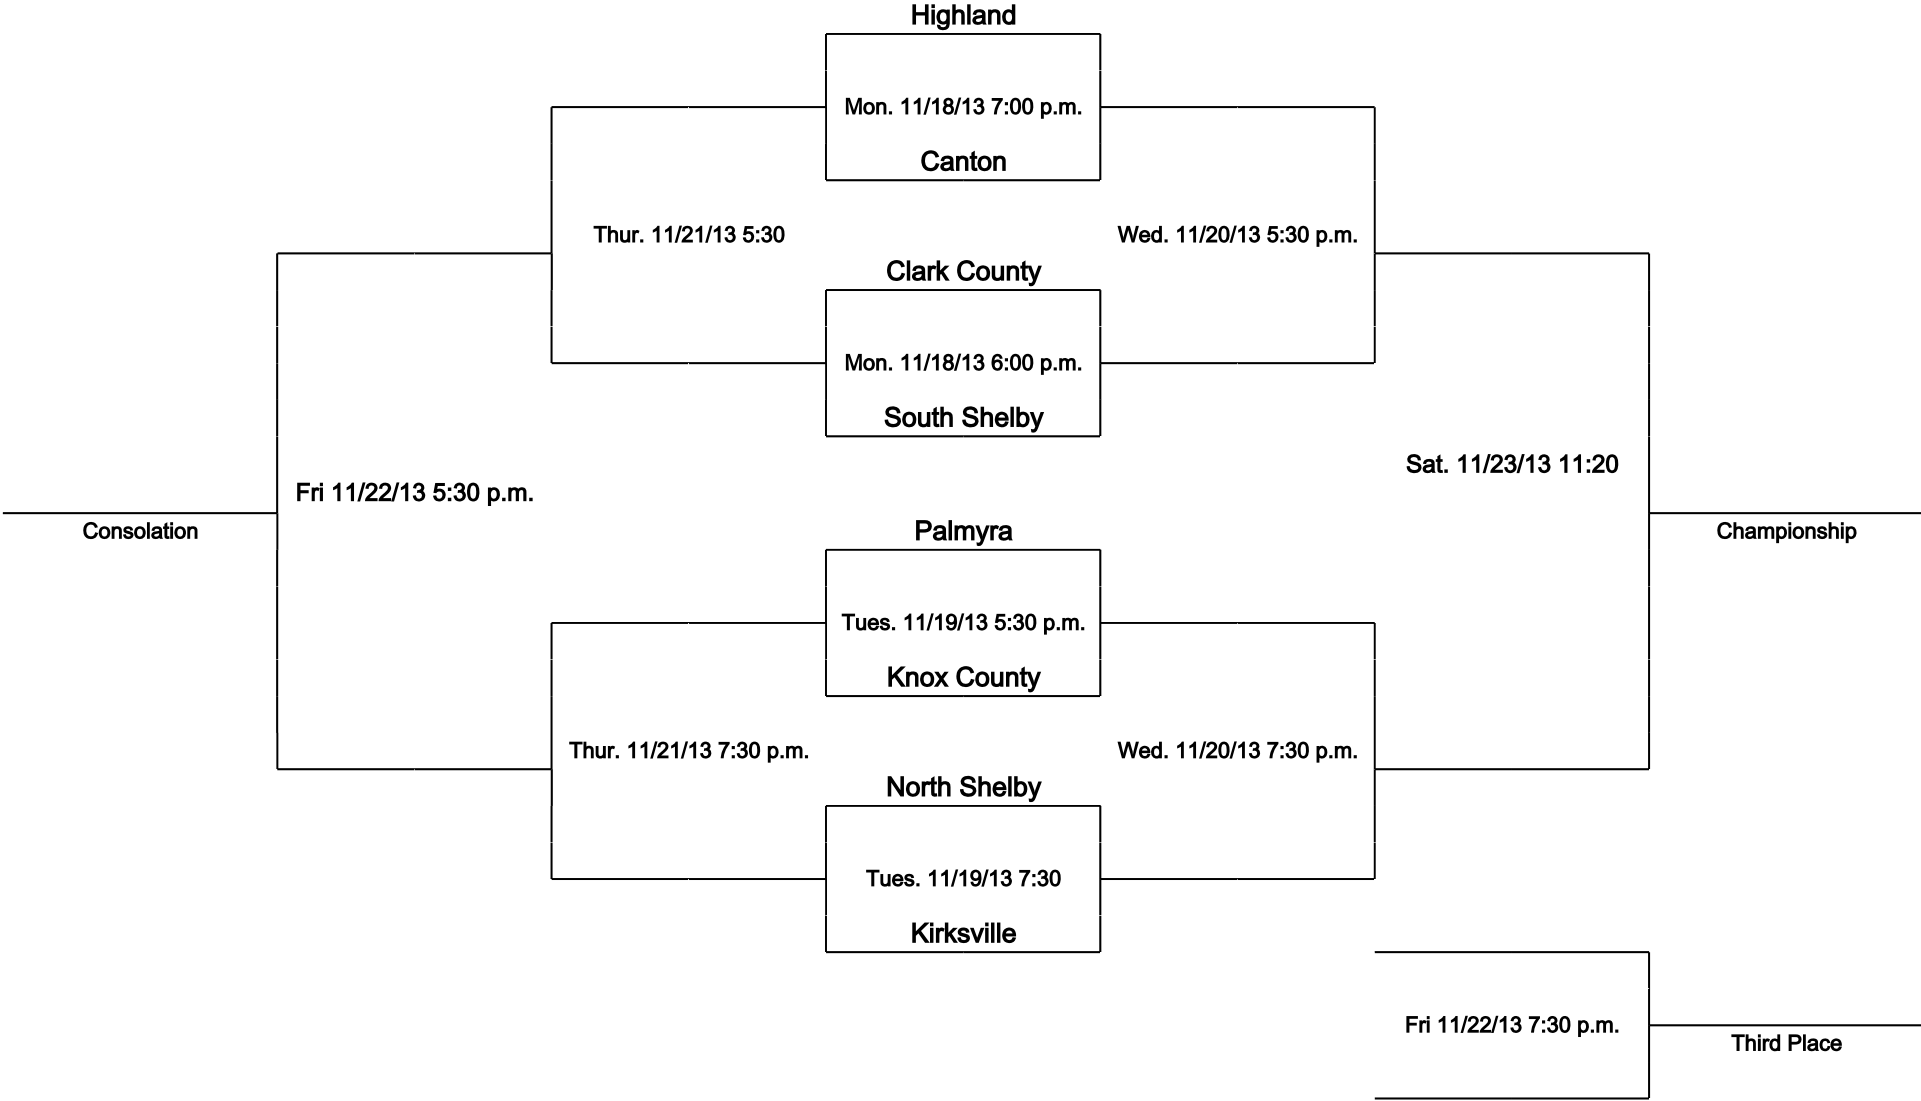 Highland
Mon. 11/18/13 7:00 p.m.
Canton
Thur. 11/21/13 5:30
Wed. 11/20/13 5:30 p.m.
Clark County
Mon. 11/18/13 6:00 p.m.
South Shelby
Sat. 11/23/13 11:20
Fri 11/22/13 5:30 p.m.
Consolation
Palmyra
Championship
Tues. 11/19/13 5:30 p.m.
Knox County
Thur. 11/21/13 7:30 p.m.
Wed. 11/20/13 7:30 p.m.
North Shelby
Tues. 11/19/13 7:30
Kirksville
Fri 11/22/13 7:30 p.m.
Third Place